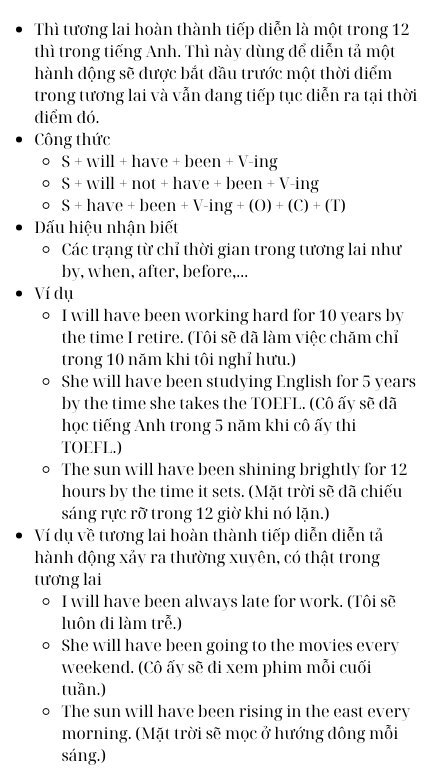 Thì tương lai hoàn thành tiếp diễn là một trong 12
thì trong tiếng Anh. Thì này dùng để diễn tả một
hành động sẽ được bắt đầu trước một thời điểm
trong tương lai và vẫn đang tiếp tục diễn ra tại thời
điểm đó.
Công thức
S + will + have + been + V-ing
S + will + not + have + been + V-ing
S + have + been + V-ing + (O) + (C) + (T)
Dấu hiệu nhận biết
Các trạng từ chỉ thời gian trong tương lai như
by, when, after, before,...
Ví dụ
I will have been working hard for 10 years by
the time I retire. (Tôi sẽ đã làm việc chăm chỉ
trong 10 năm khi tôi nghỉ hưu.)
She will have been studying English for 5 years
by the time she takes the TOEFL. (Cô ấy sẽ đã
học tiếng Anh trong 5 năm khi cô ấy thi
TOEFL.)
The sun will have been shining brightly for 12
hours by the time it sets. (Mặt trời sẽ đã chiếu
sáng rực rỡ trong 12 giờ khi nó lặn.)
Ví dụ về tương lai hoàn thành tiếp diễn diễn tả
hành động xảy ra thường xuyên, có thật trong
tương lai
I will have been always late for work. (Tôi sẽ
luôn đi làm trễ.)
She will have been going to the movies every
weekend. (Cô ấy sẽ đi xem phim mỗi cuối
tuần.)
The sun will have been rising in the east every
morning. (Mặt trời sẽ mọc ở hướng đông mỗi
sáng.)